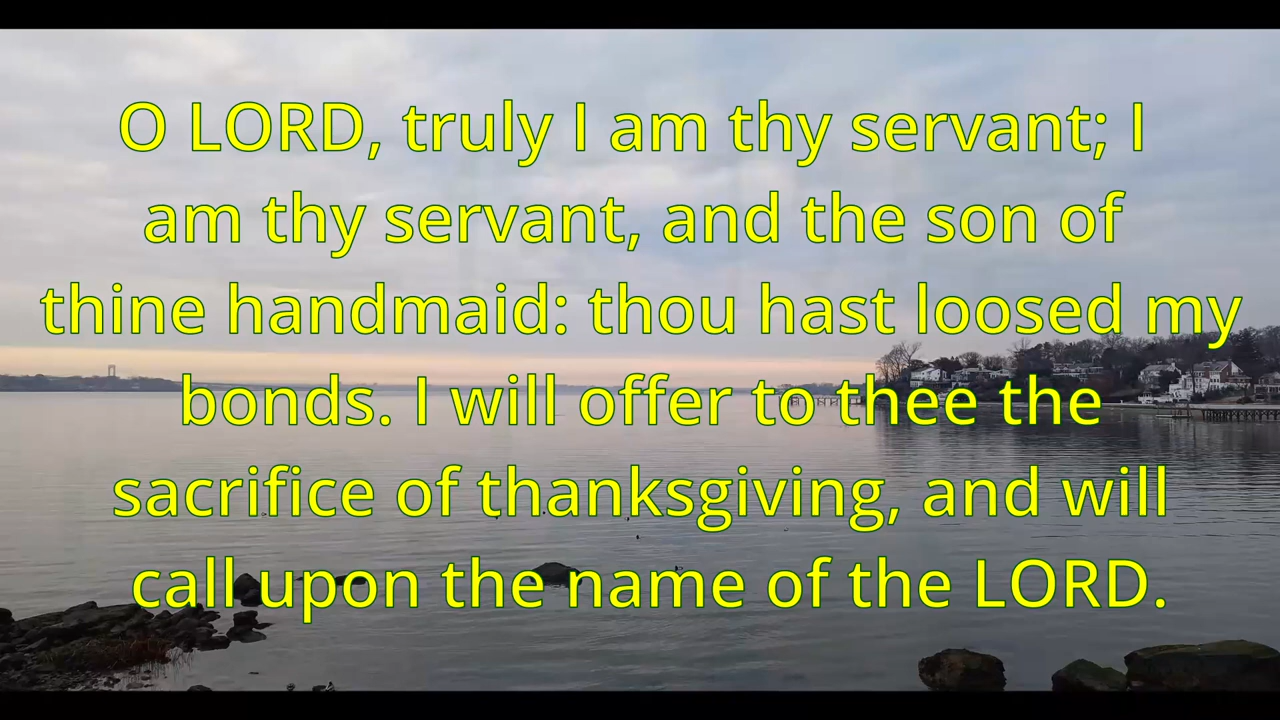 O LORD, truly I am thy servant; I
am thy servant, and the son of
thine handmaid: thou hast loosed my
bonds. I will offer to thee the
sacrifice of thanksgiving, and will
call upon the name of the LORD.